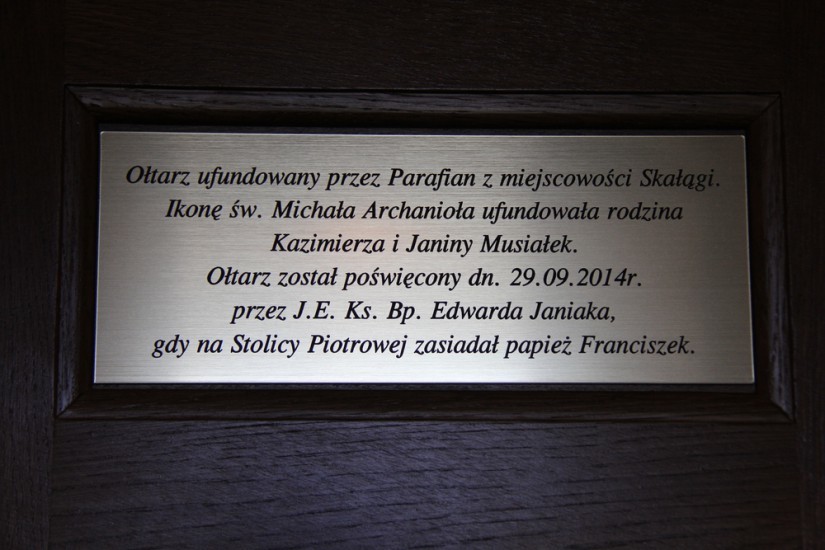 Ołtarz ufundowany przez Parafian z miejscowości Skałągi.
Ikonę św. Michała Archanioła ufundowała rodzina
Kazimierza i Janiny Musiałek.
Ołtarz został poświęcony dn. 29.09.2014r.
przez J.E. Ks. Bp. Edwarda Janiaka,
gdy na Stolicy Piotrowej zasiadał papież Franciszek.